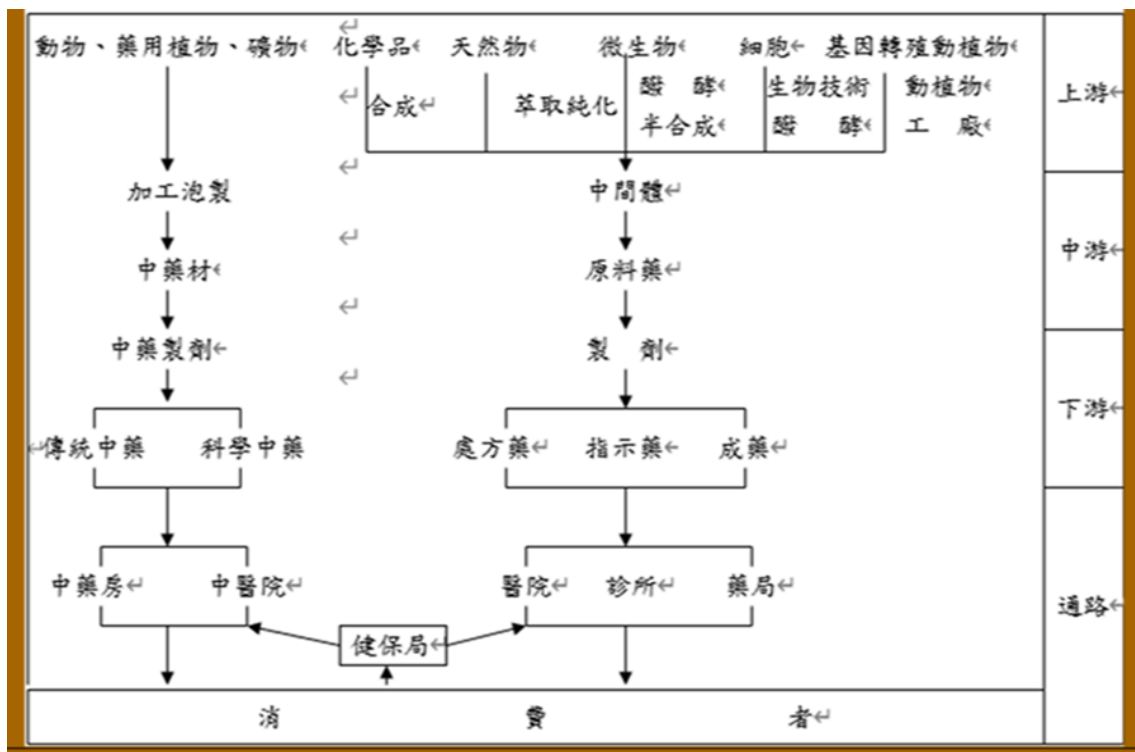 動物、藥用植物、礦物 化學品 天然物 微生物 細胞 基因轉殖動植物
合成 萃取純化 醱酵 生物技術 動植物
半合成 醱酵 工廠
上游
加工泡製 中間體
中藥材 原料藥
中游
中藥製劑 製劑
傳統中藥 科學中藥 處方藥 指示藥 成藥
下游
中藥房 中醫院 醫院 診所 藥局
通路
健保局
消費者